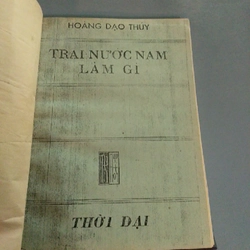 HOÀNG ĐẠO THÚY
TRAI NƯỚC NAM
LÀM GÌ
THỜI ĐẠI